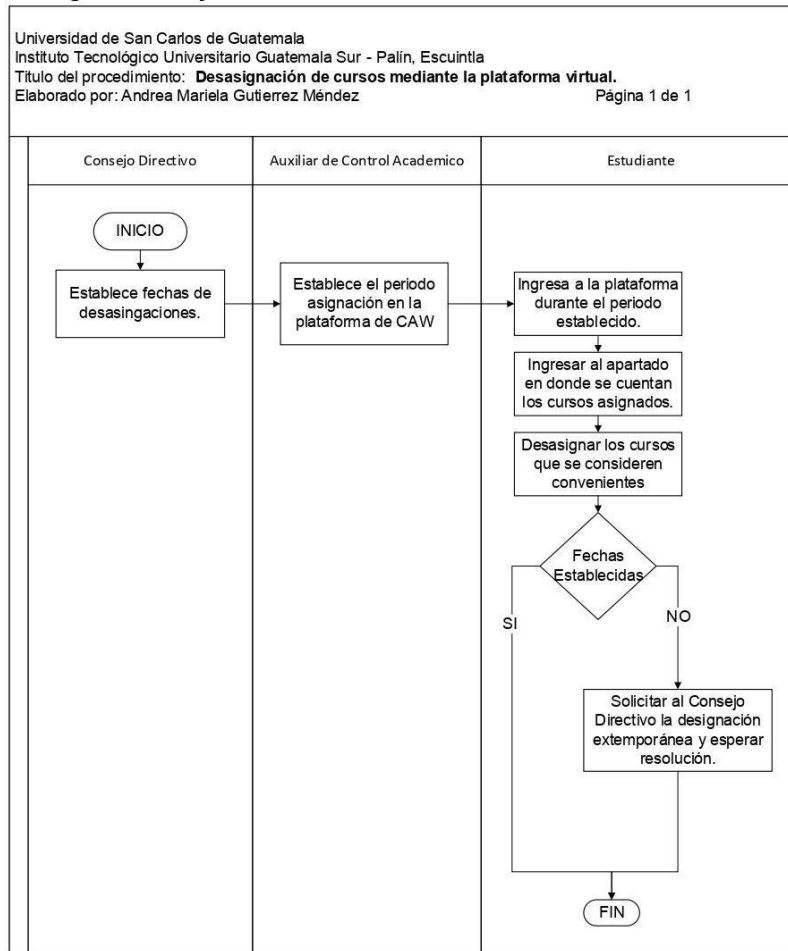 Universidad de San Carlos de Guatemala
Instituto Tecnológico Universitario Guatemala Sur - Palín, Escuintla
Titulo del procedimiento: Desasignación de cursos mediante la plataforma virtual.
Elaborado por: Andrea Mariela Gutierrez Méndez Página 1 de 1
Consejo Directivo Auxiliar de Control Academico Estudiante
INICIO
Establece fechas de
desasingaciones.
Establece el periodo
asignación en la
plataforma de CAW
Ingresa a la plataforma
durante el periodo
establecido.
Ingresar al apartado
en donde se cuentan
los cursos asignados.
Desasignar los cursos
que se consideren
convenientes
Fechas
Establecidas
SI
NO
Solicitar al Consejo
Directivo la designación
extemporánea y esperar
resolución.
FIN